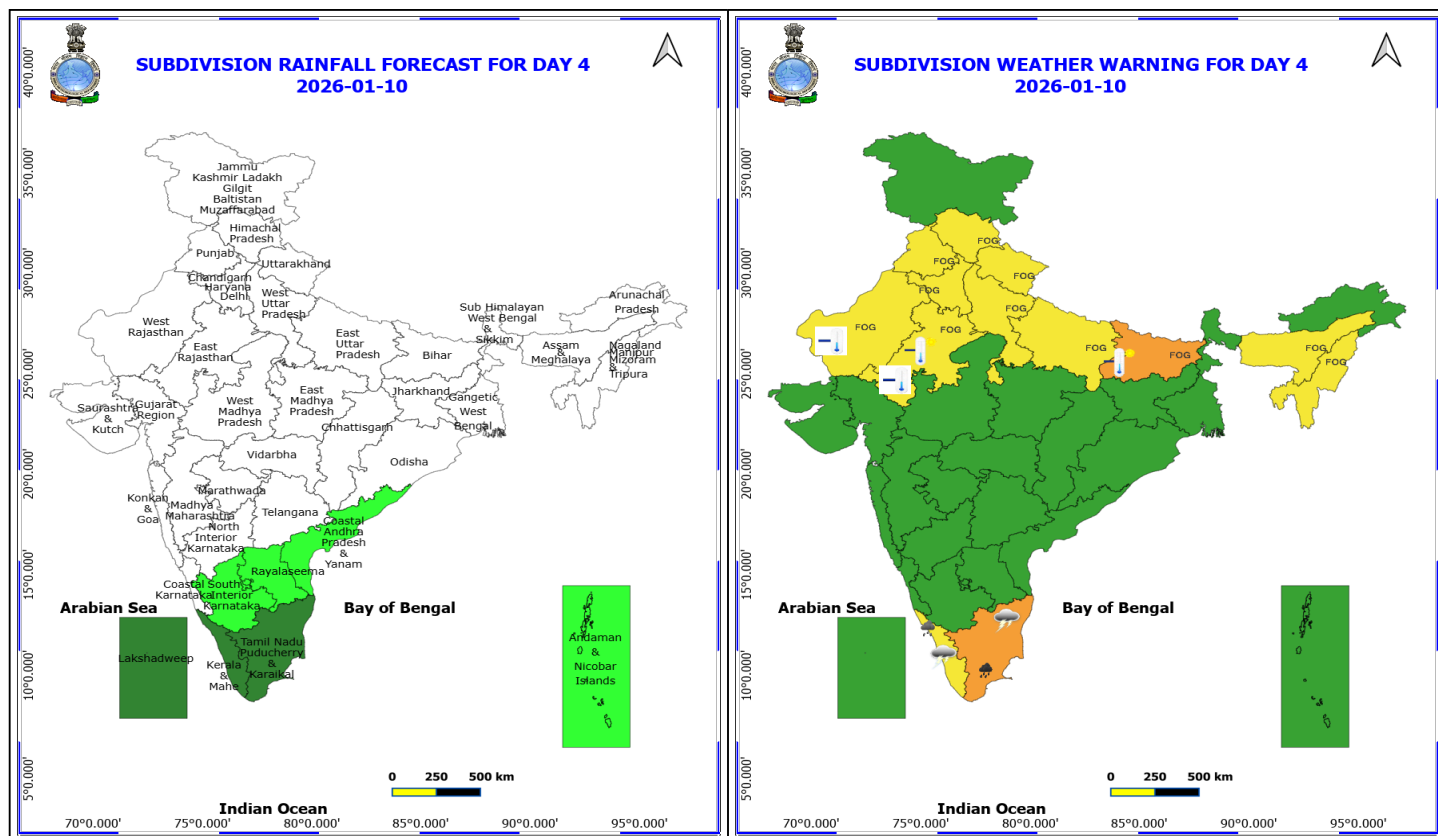 SUBDIVISION RAINFALL FORECAST FOR DAY 4
2026-01-10
40°0.000'
35°0.000'
30°0.000'
25°0.000'
20°0.000'
15°0.000'
10°0.000'
5°0.000'
Jammu
Kashmir Ladakh
Gilgit
Baltistan
Muzaffarabad
Himachal
Pradesh
Punjab
Uttarakhand
Chandigarh
Haryana
Delhi
West
Uttar
Pradesh
West
Rajasthan
East
Rajasthan
East
Uttar
Pradesh
Bihar
Sub Himalayan
West Bengal
&
Sikkim
Arunachal
Pradesh
Assam
&
Meghalaya
Nagaland
Manipur
Mizoram
&
Tripura
Saurashtra
&
Kutch
Gujarat
Region
West
Madhya
Pradesh
East
Madhya
Pradesh
Jharkhand
Gangetic
West
Bengal
Chhattisgarh
Vidarbha
Odisha
Konkan
&
Goa
Madhya
Maharashtra
Marathwada
Telangana
North
Interior
Karnataka
Coastal
Andhra
Pradesh
&
Yanam
Rayalaseema
Coastal
Karnataka
South
Interior
Karnataka
Arabian Sea
Bay of Bengal
Lakshadweep
Kerala
&
Mahe
Tamil Nadu
Puducherry
&
Karaikal
Andaman
&
Nicobar
Islands
0 250 500 km
Indian Ocean
70°0.000' 75°0.000' 80°0.000' 85°0.000' 90°0.000' 95°0.000'
SUBDIVISION WEATHER WARNING FOR DAY 4
2026-01-10
40°0.000'
35°0.000'
30°0.000'
25°0.000'
20°0.000'
15°0.000'
10°0.000'
5°0.000'
FOG
FOG
FOG
FOG
FOG
FOG
FOG
FOG
FOG
FOG
FOG
Arabian Sea
Bay of Bengal
0 250 500 km
Indian Ocean
70°0.000' 75°0.000' 80°0.000' 85°0.000' 90°0.000' 95°0.000'